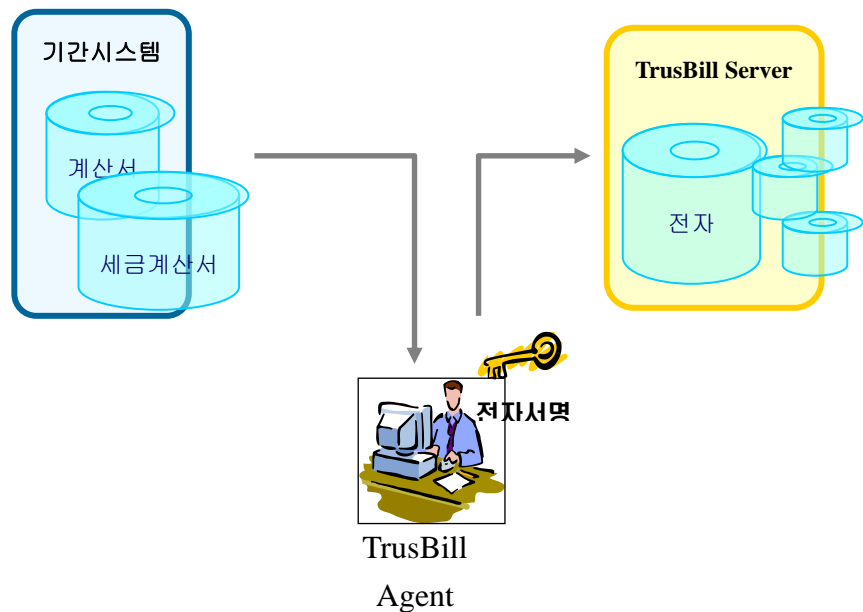 기간시스템
계산서
세금계산서
TrusBill Server
전자
전자서명
TrusBill
Agent